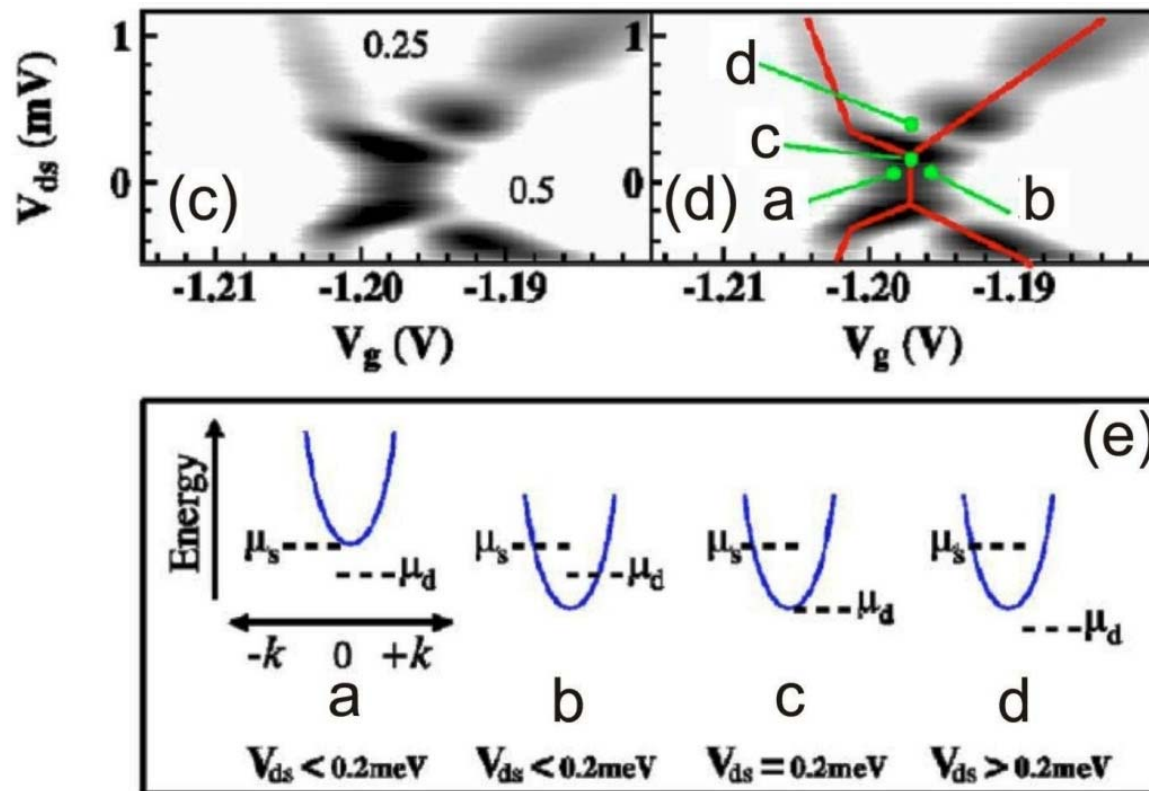 V_ds (mV)
1
0
0.25
0.5
(c)
-1.21 -1.20 -1.19
V_g (V)
1
0
d
c
a
b
(d)
-1.21 -1.20 -1.19
V_g (V)
(e)
Energy
μ_s μ_d
μ_s μ_d
μ_s μ_d
μ_s μ_d
-k 0 +k
a b c d
V_ds < 0.2meV V_ds < 0.2meV V_ds = 0.2meV V_ds > 0.2meV